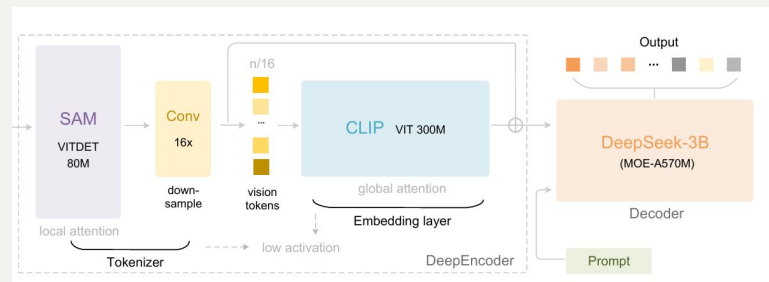 SAM
VITDET
80M
local attention
Conv
16x
down-
sample
Tokenizer
n/16
...
vision
tokens
low activation
CLIP VIT 300M
global attention
Embedding layer
DeepEncoder
Output
...
DeepSeek-3B
(MOE-A570M)
Decoder
Prompt